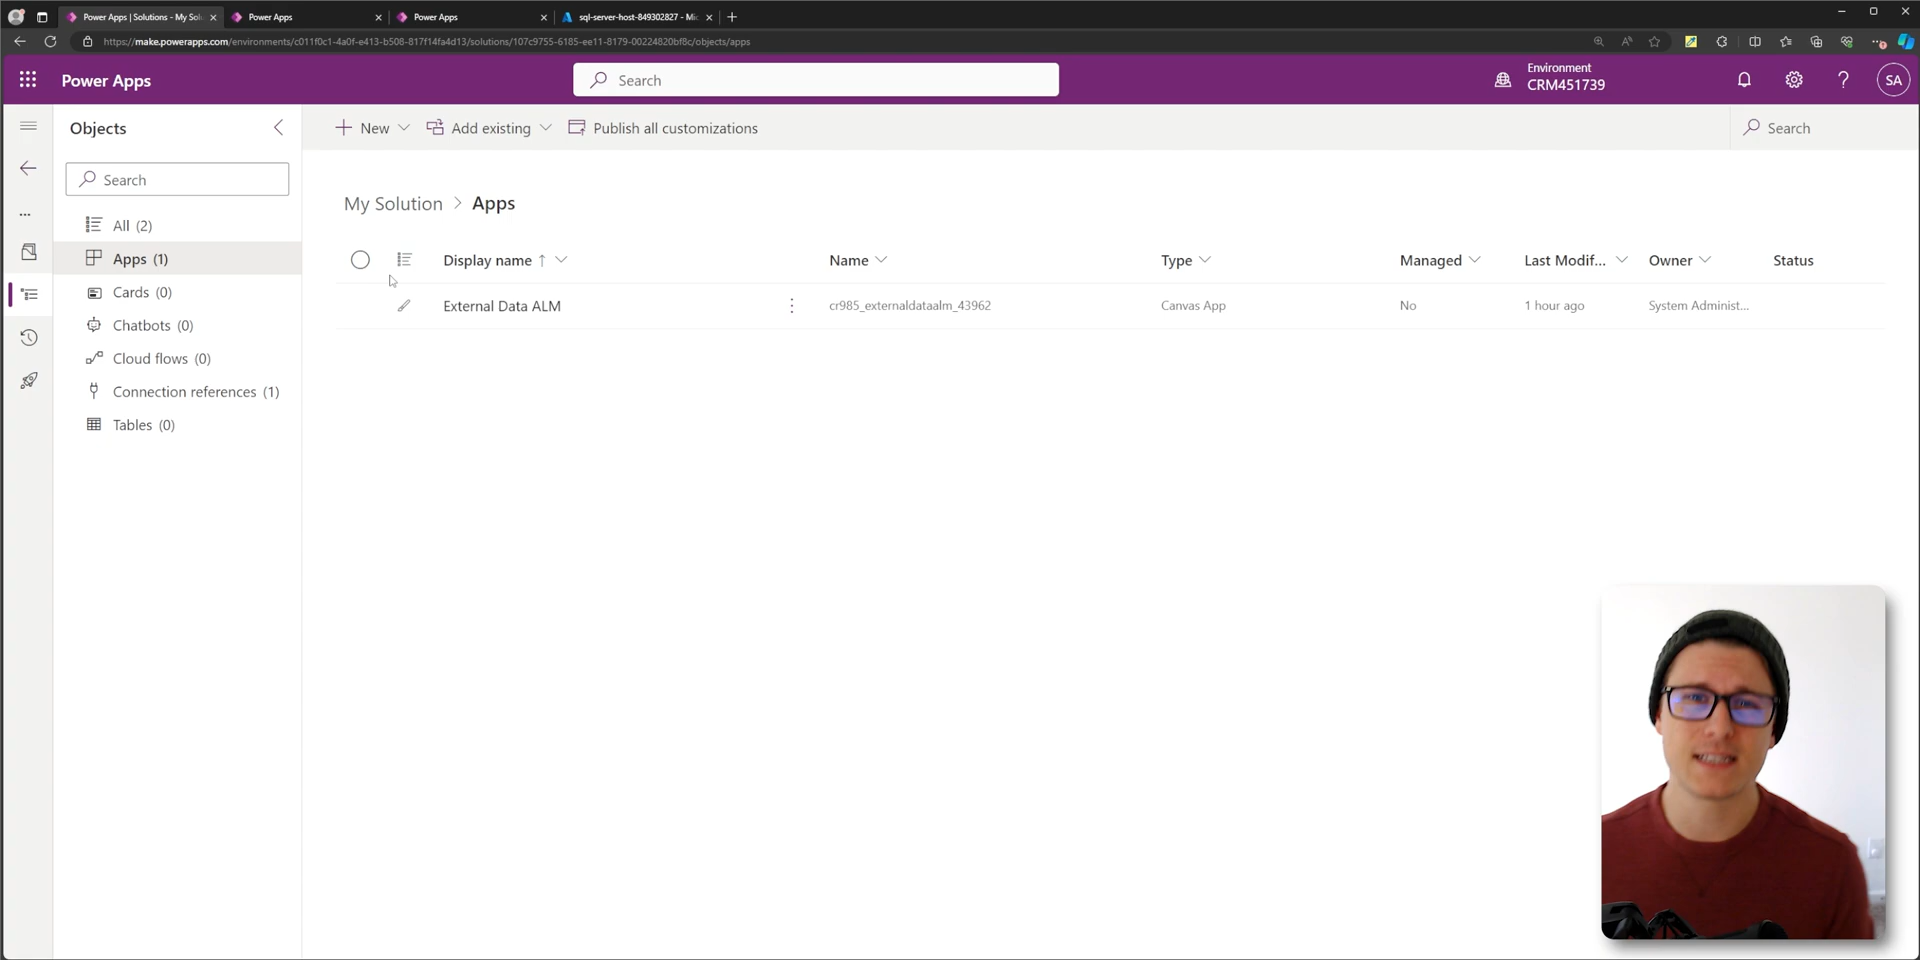 Power Apps | Solutions - My Solu
Power Apps
Power Apps
sql-server-host-849302827 - Mic
https://make.powerapps.com/environments/c011f0c1-4a0f-e413-b508-817f14fa4d13/solutions/107c9755-6185-ee11-8179-00224820bf8c/objects/apps
Power Apps
Search
Environment
CRM451739
SA
Objects
New
Add existing
Publish all customizations
Search
Search
My Solution > Apps
All (2)
Apps (1)
Cards (0)
Chatbots (0)
Cloud flows (0)
Connection references (1)
Tables (0)
Display name ↑
Name
Type
Managed
Last Modif...
Owner
Status
External Data ALM
cr985_externaldataalm_43962
Canvas App
No
1 hour ago
System Administ...